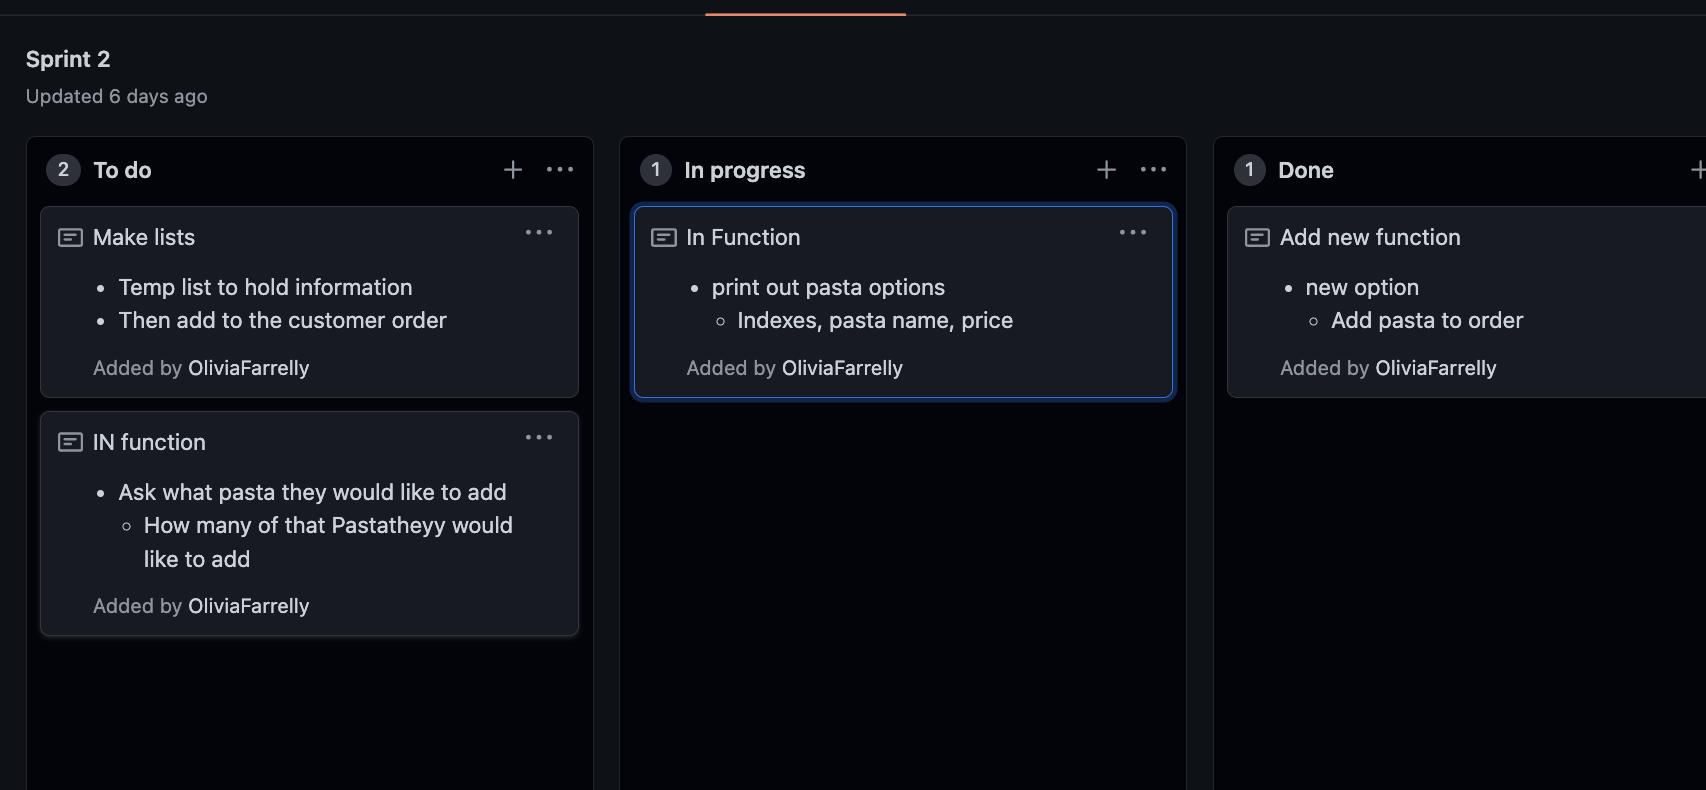 Sprint 2
Updated 6 days ago
2 To do
Make lists
Temp list to hold information
Then add to the customer order
Added by OliviaFarrelly
IN function
Ask what pasta they would like to add
How many of that Pastatheyy would
like to add
Added by OliviaFarrelly
1 In progress
In Function
print out pasta options
Indexes, pasta name, price
Added by OliviaFarrelly
1 Done
Add new function
new option
Add pasta to order
Added by OliviaFarrelly